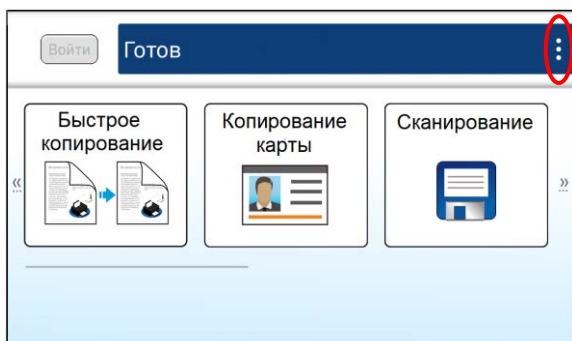 Войти
Готов
Быстрое
копирование
Копирование
карты
Сканирование
«
»